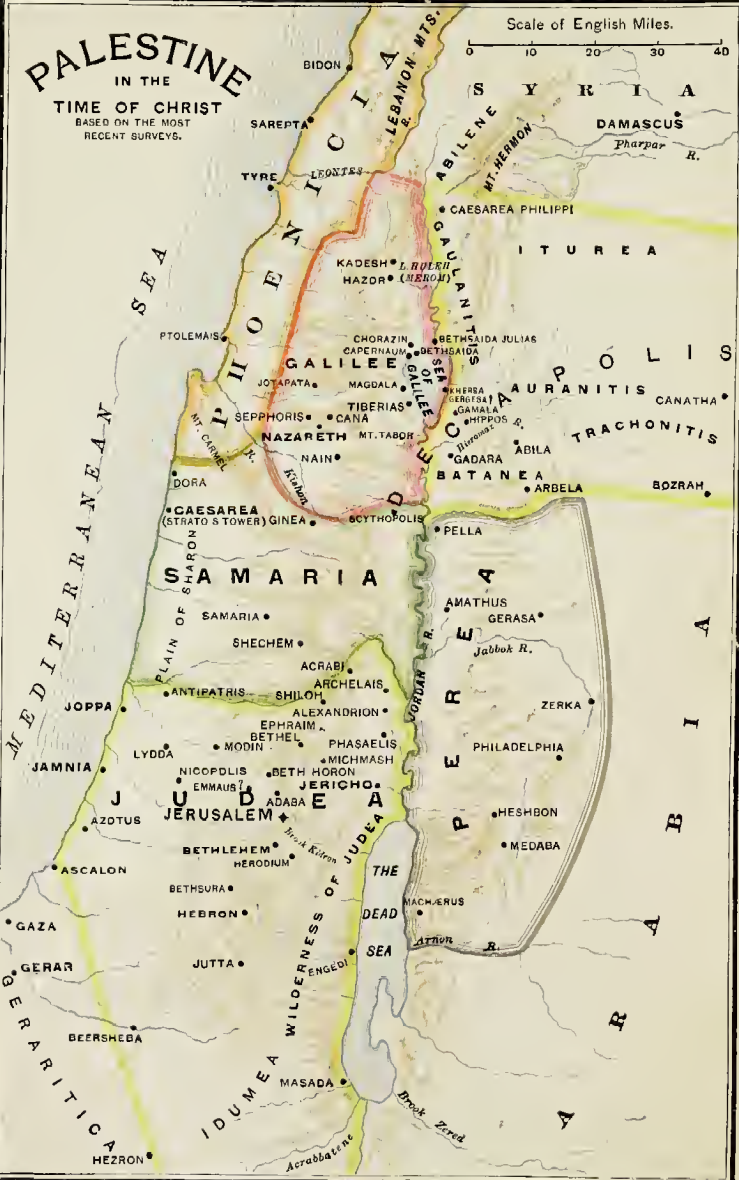 PALESTINE
IN THE
TIME OF CHRIST
BASED ON THE MOST
RECENT SURVEYS.
Scale of English Miles.
0 10 20 30 40
BIDON
LEBANON MTS.
SYRIA
SAREPTA
R.
ABILENE
MT. HERMON
DAMASCUS
Pharpar R.
TYRE
LEONTES
PHOENICIA
CAESAREA PHILIPPI
GAULANITIS
ITUREA
KADESH
L. HULEH
HAZOR
(MEROM)
MEDITERRANEAN SEA
PTOLEMAIS
CHORAZIN
BETHSAIDA JULIAS
CAPERNAUM
BETHSAIDA
GALILEE
SEA OF GALILEE
DECAPOLIS
JOTAPATA
MAGDALA
KHERSA
GERGESA?
AURANITIS
CANATHA
TIBERIAS
GAMALA
SEPPHORIS
CANA
HIPPOS
Hieromax R.
TRACHONITIS
MT. CARMEL
NAZARETH
MT. TABOR
R.
Kishon
NAIN
GADARA
ABILA
BATANEA
DORA
ARBELA
BOZRAH
CAESAREA
(STRATO S TOWER)
GINEA
SCYTHOPOLIS
PELLA
PLAIN OF SHARON
SAMARIA
AMATHUS
GERASA
SAMARIA
SHECHEM
Jabbok R.
JORDAN R.
PEREA
ARABIA
ACRABI
ARCHELAIS
ANTIPATRIS
SHILOH
JOPPA
ALEXANDRION
ZERKA
EPHRAIM
BETHEL
PHASAELIS
LYDDA
MODIN
PHILADELPHIA
MICHMASH
JAMNIA
NICOPOLIS
BETH HORON
EMMAUS?
JERICHO
JUDEA
ADABA
JERUSALEM
HESHBON
AZOTUS
Brook Kidron
BETHLEHEM
HERODIUM
MEDABA
ASCALON
THE DEAD SEA
BETHSURA
WILDERNESS OF JUDEA
HEBRON
MACHÆRUS
GAZA
Arnon R.
GERAR
JUTTA
ENGEDI
GERARITICA
BEERSHEBA
IDUMEA
MASADA
Brook Zered
HEZRON
Acrabbatene